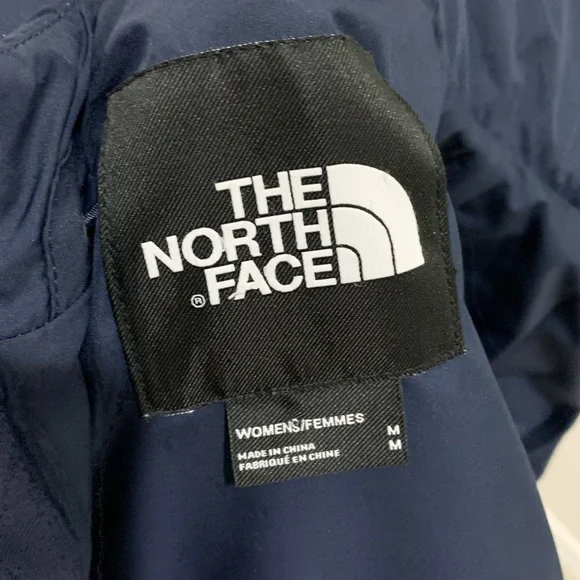 THE
NORTH
® FACE
WOMENS/FEMMES M
MADE IN CHINA M
FABRIQUÉ EN CHINE